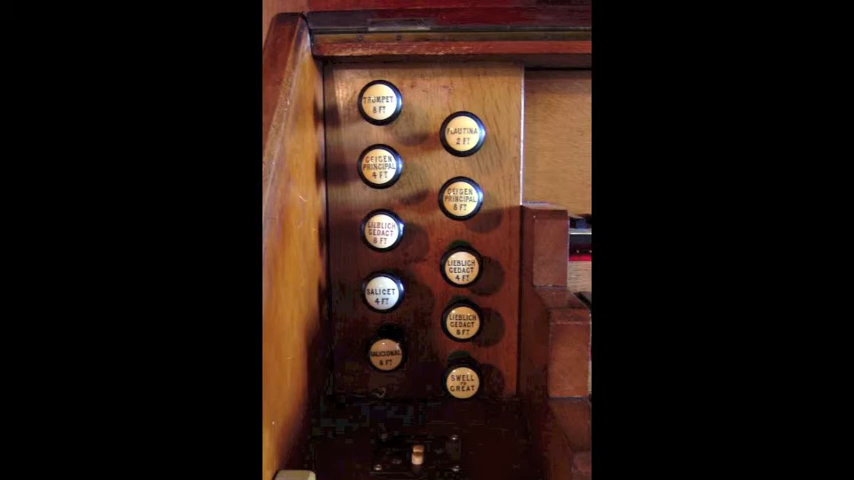 TRUMPET
8 FT
FLAUTINA
2 FT
GEIGEN
PRINCIPAL
4 FT
GEIGEN
PRINCIPAL
8 FT
LIEBLICH
GEDACT
8 FT
LIEBLICH
GEDACT
4 FT
SALICET
4 FT
LIEBLICH
GEDACT
8 FT
SALICIONAL
8 FT
SWELL
TO
GREAT